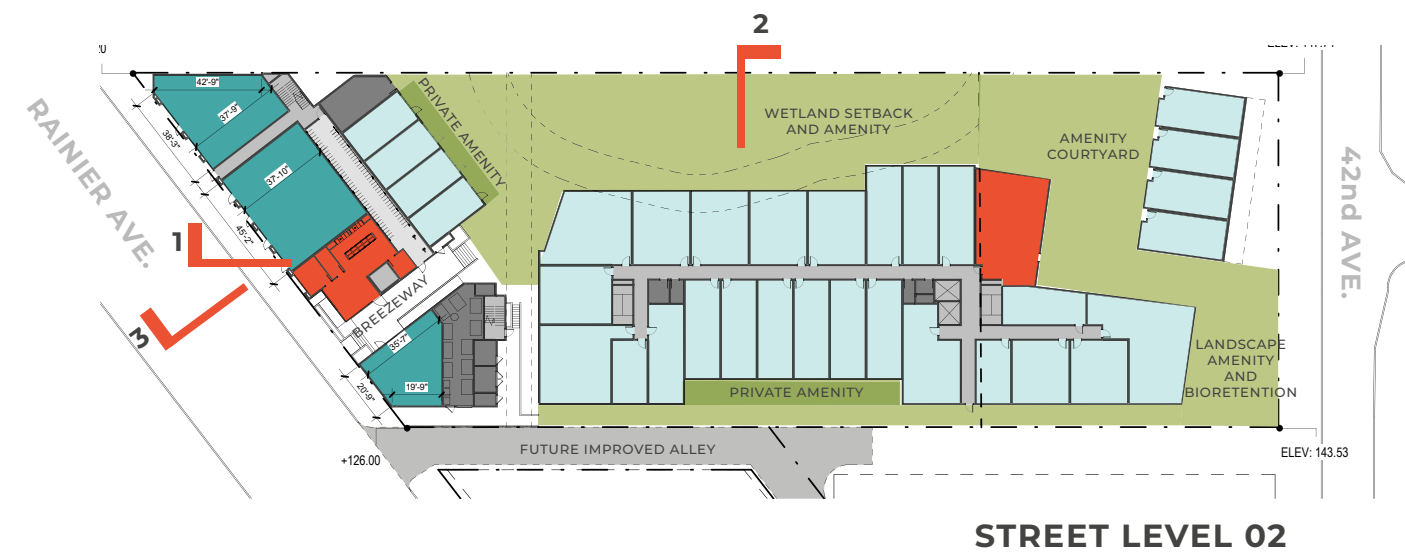 2
42'-9"
37'-9"
38'-3"
37'-10"
45'-2"
RAINIER AVE.
PRIVATE AMENITY
WETLAND SETBACK
AND AMENITY
AMENITY
COURTYARD
42nd AVE.
1
3
BREEZEWAY
35'-7"
19'-9"
20'-9"
PRIVATE AMENITY
LANDSCAPE
AMENITY
AND
BIORETENTION
FUTURE IMPROVED ALLEY
+126.00
ELEV: 143.53
STREET LEVEL 02